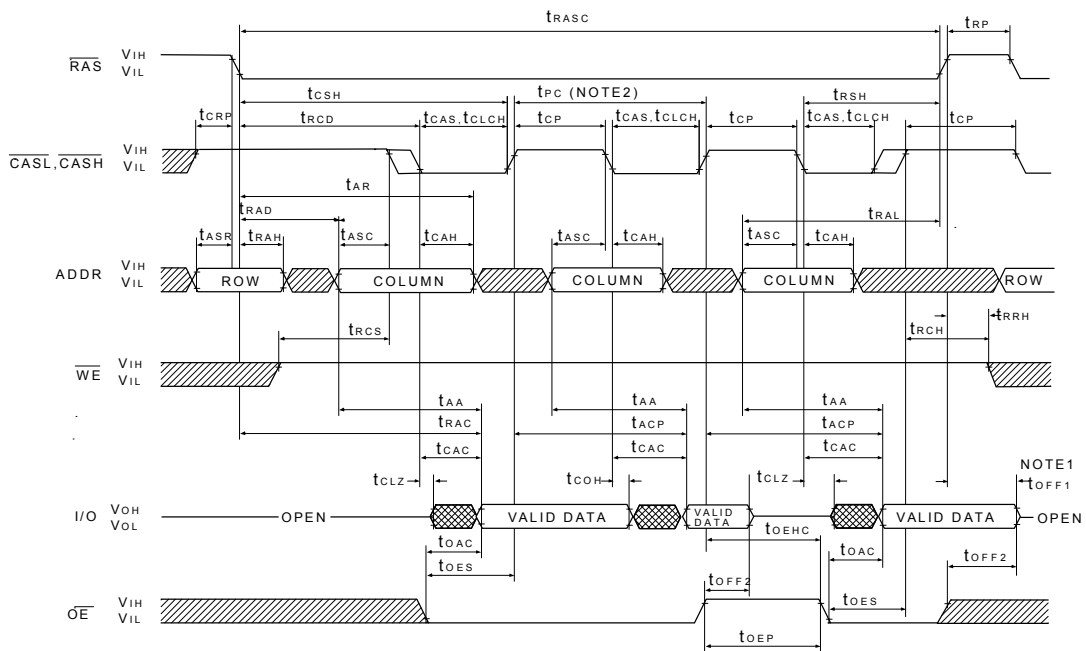 tRASC tRP
RAS VIH
VIL
tCSH tPC (NOTE2) tRSH
tCRP tRCD tCAS,tCLCH tCP tCAS,tCLCH tCP tCAS,tCLCH tCP
CASL,CASH VIH
VIL
tAR
tRAD tRAL
tASR tRAH tASC tCAH tASC tCAH tASC tCAH
ADDR VIH
VIL
ROW COLUMN COLUMN COLUMN ROW
tRCS tRCH tRRH
WE VIH
VIL
tAA tAA tAA
tRAC tACP tACP
tCAC tCAC tCAC
tCLZ tCOH tCLZ NOTE1
tOFF1
I/O VOH
VOL
OPEN VALID DATA VALID
DATA VALID DATA OPEN
tOAC tOEHC tOAC
tOES tOFF2 tOES tOFF2
OE VIH
VIL
tOEP